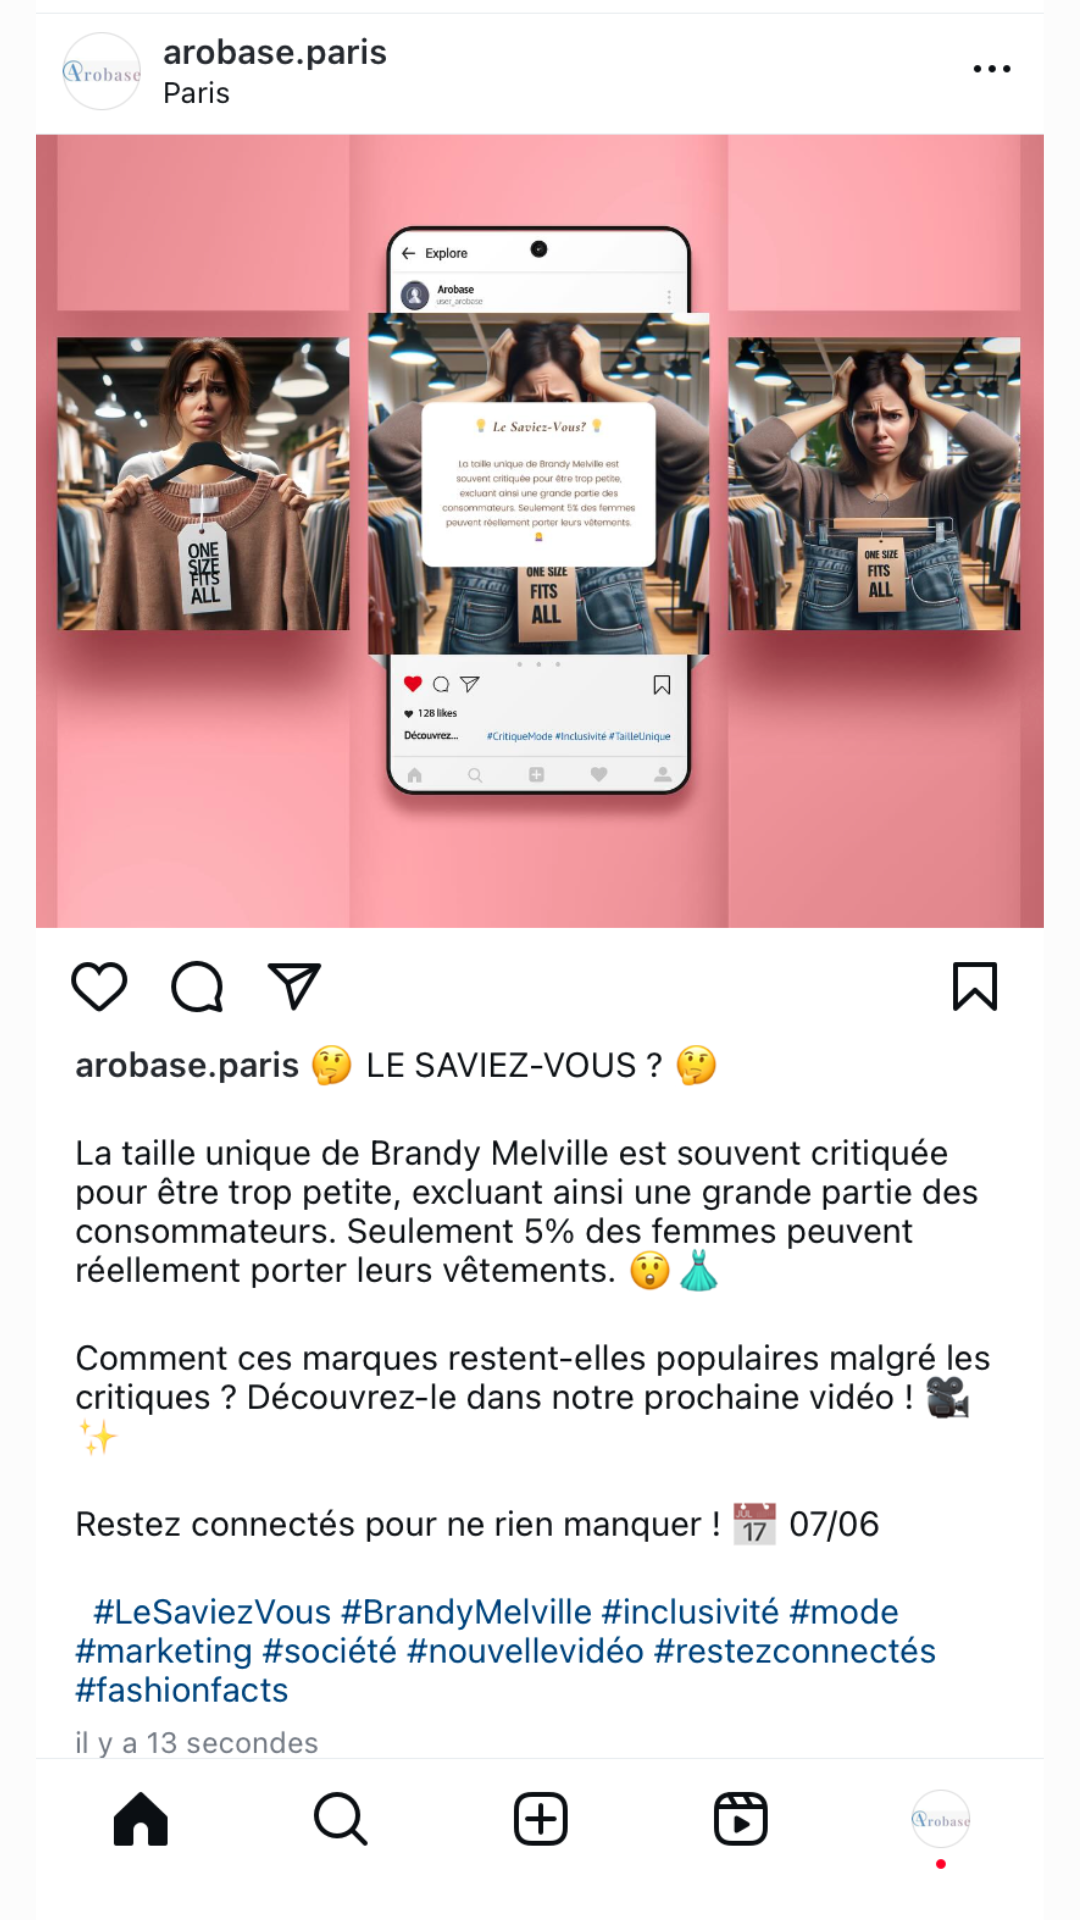 Arobase
arobase.paris
Paris
Explore
Arobase
user_arobase
💡 Le Saviez-Vous? 💡
La taille unique de Brandy Melville est
souvent critiquée pour être trop petite,
excluant ainsi une grande partie des
consommateurs. Seulement 5% des femmes
peuvent réellement porter leurs vêtements.
ONE
SIZE
FITS
ALL
ONE SIZE
FITS
ALL
ONE SIZE
FITS
ALL
128 likes
Découvrez... #CritiqueMode #Inclusivité #TailleUnique
arobase.paris 🤔 LE SAVIEZ-VOUS ? 🤔
La taille unique de Brandy Melville est souvent critiquée
pour être trop petite, excluant ainsi une grande partie des
consommateurs. Seulement 5% des femmes peuvent
réellement porter leurs vêtements. 😲👗
Comment ces marques restent-elles populaires malgré les
critiques ? Découvrez-le dans notre prochaine vidéo ! 🎥
✨
Restez connectés pour ne rien manquer ! 📅 07/06
#LeSaviezVous #BrandyMelville #inclusivité #mode
#marketing #société #nouvellevidéo #restezconnectés
#fashionfacts
il y a 13 secondes
Arobase